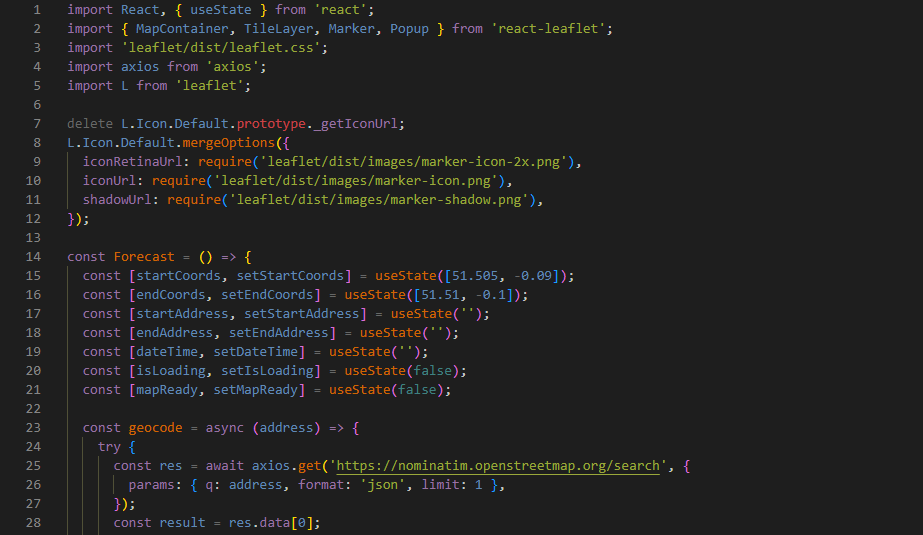 1 import React, { useState } from 'react';
2 import { MapContainer, TileLayer, Marker, Popup } from 'react-leaflet';
3 import 'leaflet/dist/leaflet.css';
4 import axios from 'axios';
5 import L from 'leaflet';
6
7 delete L.Icon.Default.prototype._getIconUrl;
8 L.Icon.Default.mergeOptions({
9   iconRetinaUrl: require('leaflet/dist/images/marker-icon-2x.png'),
10   iconUrl: require('leaflet/dist/images/marker-icon.png'),
11   shadowUrl: require('leaflet/dist/images/marker-shadow.png'),
12 });
13
14 const Forecast = () => {
15   const [startCoords, setStartCoords] = useState([51.505, -0.09]);
16   const [endCoords, setEndCoords] = useState([51.51, -0.1]);
17   const [startAddress, setStartAddress] = useState('');
18   const [endAddress, setEndAddress] = useState('');
19   const [dateTime, setDateTime] = useState('');
20   const [isLoading, setIsLoading] = useState(false);
21   const [mapReady, setMapReady] = useState(false);
22
23   const geocode = async (address) => {
24     try {
25       const res = await axios.get('https://nominatim.openstreetmap.org/search', {
26         params: { q: address, format: 'json', limit: 1 },
27       });
28       const result = res.data[0];